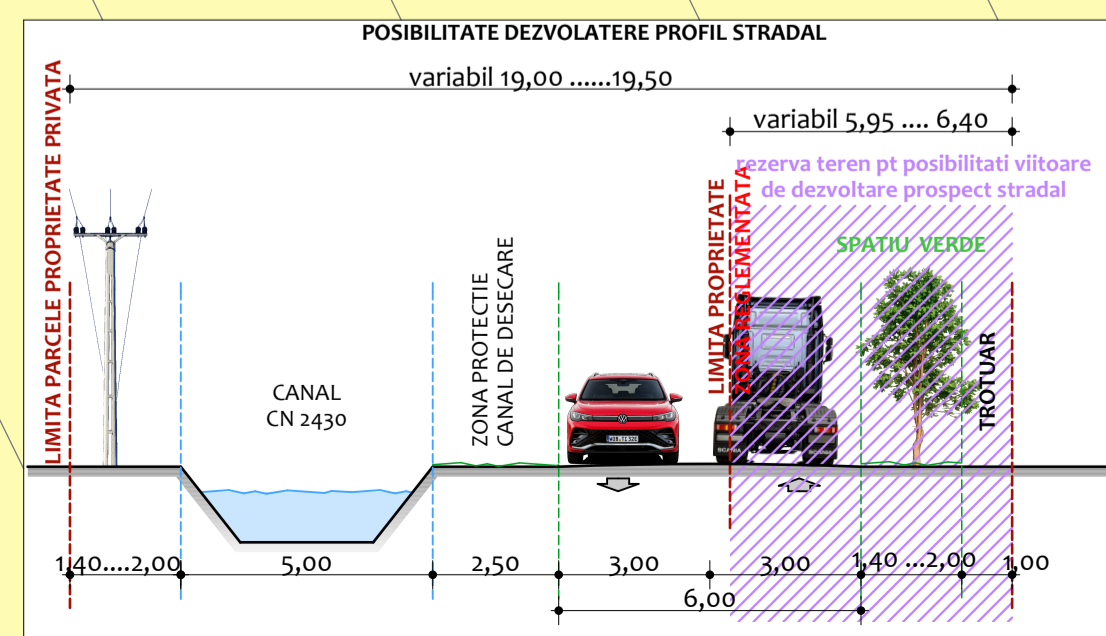 POSIBILITATE DEZVOLATERE PROFIL STRADAL
variabil 19,00 ......19,50
variabil 5,95 .... 6,40
rezerva teren pt posibilitati viitoare
de dezvoltare prospect stradal
LIMITA PARCELE PROPRIETATE PRIVATA
CANAL
CN 2430
ZONA PROTECTIE
CANAL DE DESECARE
LIMITA PROPRIETATE
ZONA REGLEMENTATA
SPATIU VERDE
TROTUAR
SCANIA
SCANIA
1,40....2,00
5,00
2,50
3,00
3,00
1,40 ...2,00
1,00
6,00